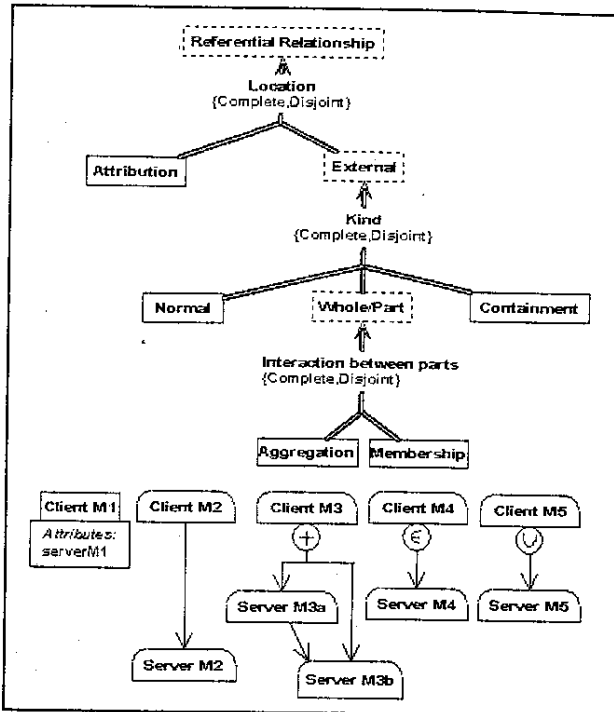 Referential Relationship
Location
{Complete,Disjoint}
Attribution External
Kind
{Complete,Disjoint}
Normal Whole/Part Containment
Interaction between parts
{Complete,Disjoint}
Aggregation Membership
Client M1 Client M2 Client M3 Client M4 Client M5
Attributes:
serverM1
+ ∈ ∪
Server M3a Server M4 Server M5
Server M2 Server M3b